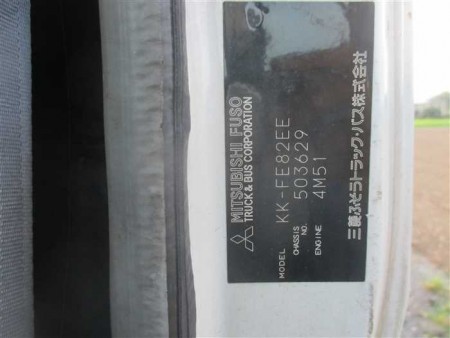 MITSUBISHI FUSO
TRUCK & BUS CORPORATION
MODEL KK-FE82EE
CHASSIS NO. 503629
ENGINE 4M51
三菱ふそうトラック・バス株式会社